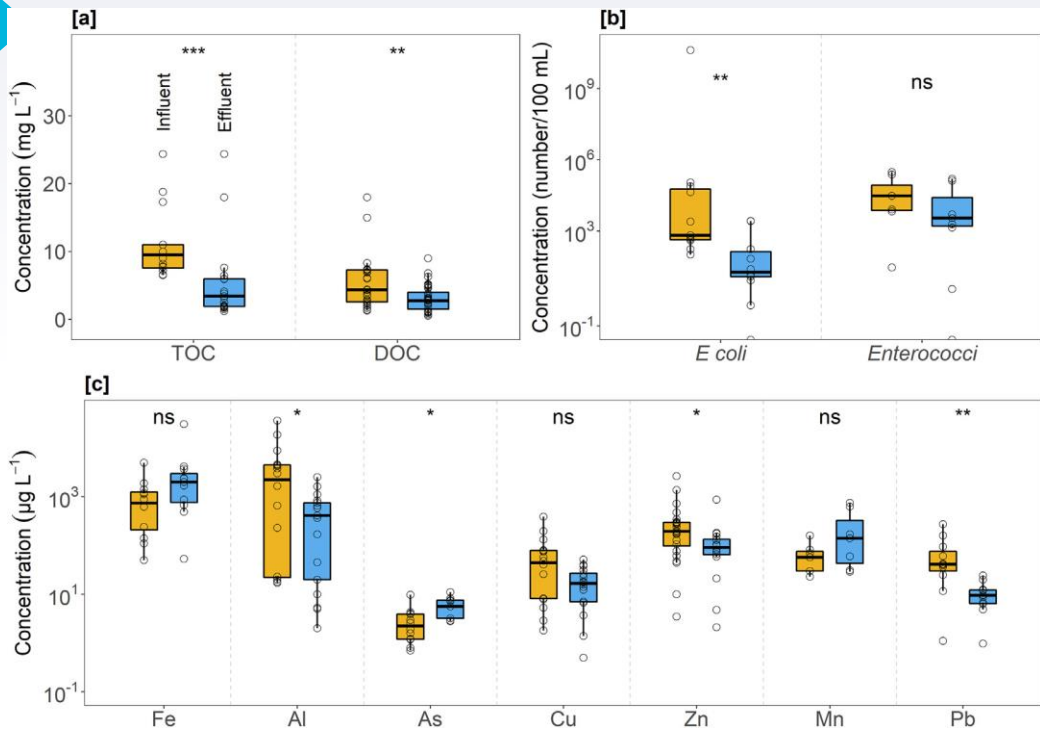 [a]
Concentration (mg L⁻¹)
30
20
10
0
***
**
Influent
Effluent
TOC
DOC
[b]
Concentration (number/100 mL)
10⁹
10⁶
10³
10⁻¹
**
ns
E coli
Enterococci
[c]
Concentration (µg L⁻¹)
10³
10¹
10⁻¹
ns
*
*
ns
*
ns
**
Fe
Al
As
Cu
Zn
Mn
Pb